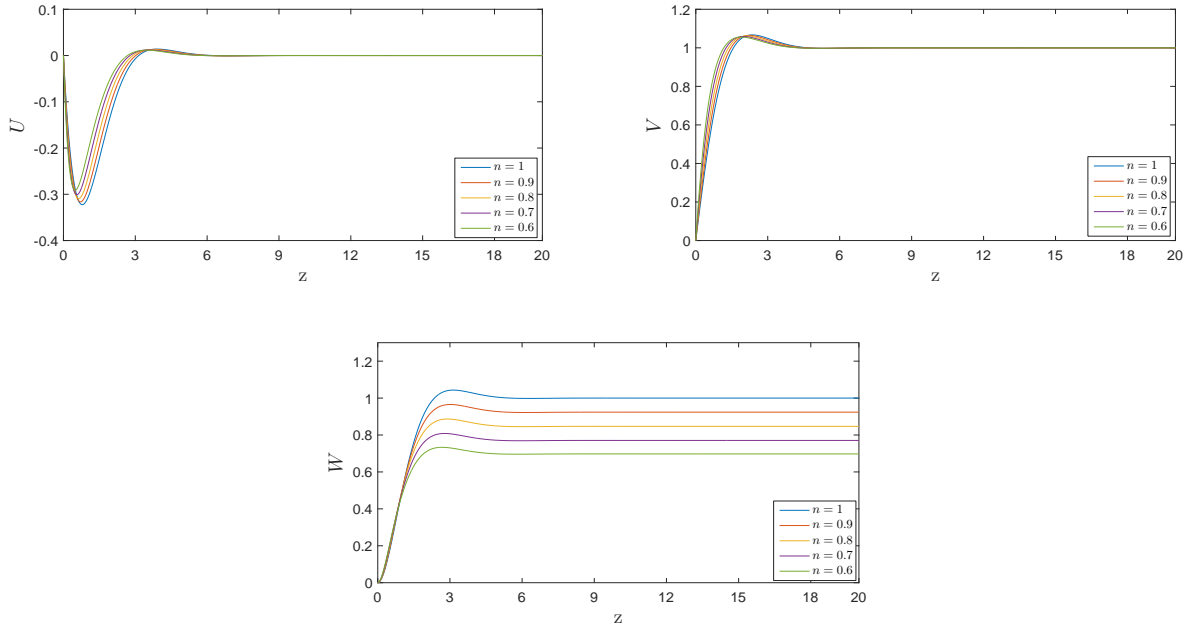 0.1
0
-0.1
-0.2
-0.3
-0.4
U
0 3 6 9 12 15 18 20
z
n = 1
n = 0.9
n = 0.8
n = 0.7
n = 0.6
1.2
1
0.8
0.6
0.4
0.2
0
V
0 3 6 9 12 15 18 20
z
n = 1
n = 0.9
n = 0.8
n = 0.7
n = 0.6
1.2
1
0.8
0.6
0.4
0.2
0
W
0 3 6 9 12 15 18 20
z
n = 1
n = 0.9
n = 0.8
n = 0.7
n = 0.6